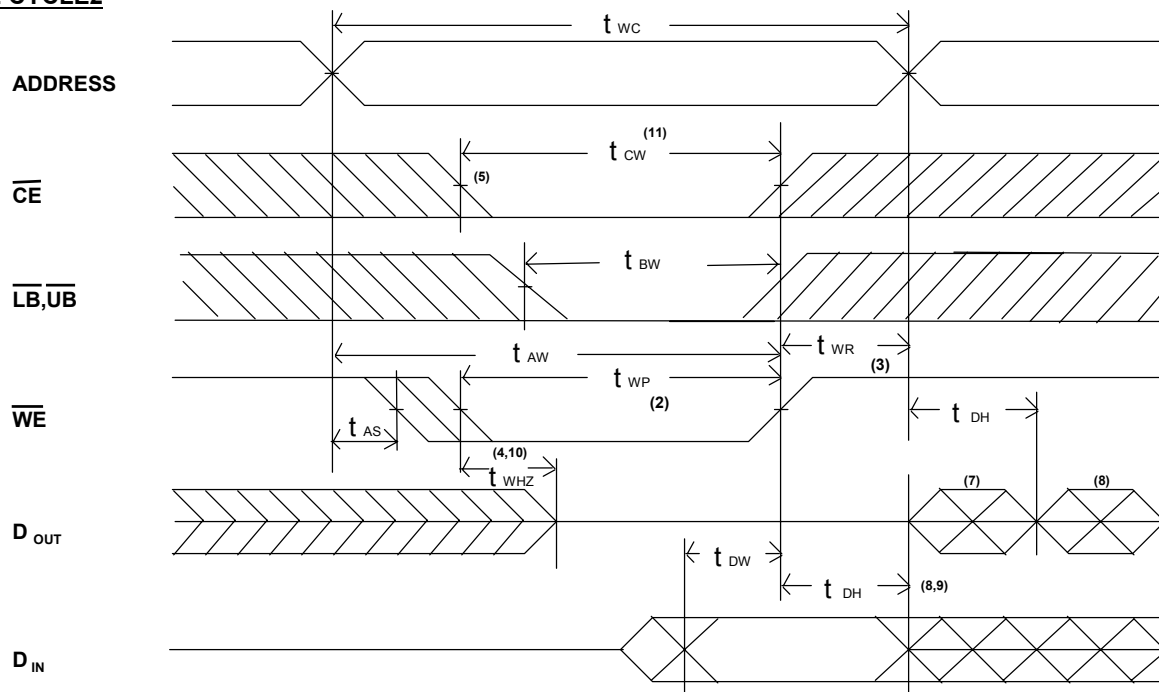 CYCLE2
t WC
ADDRESS
(11)
t CW
CE
(5)
t BW
LB,UB
t AW
t WR
(3)
t WP
(2)
WE
t AS
t DH
(4,10)
t WHZ
(7)
(8)
D OUT
t DW
t DH
(8,9)
D IN